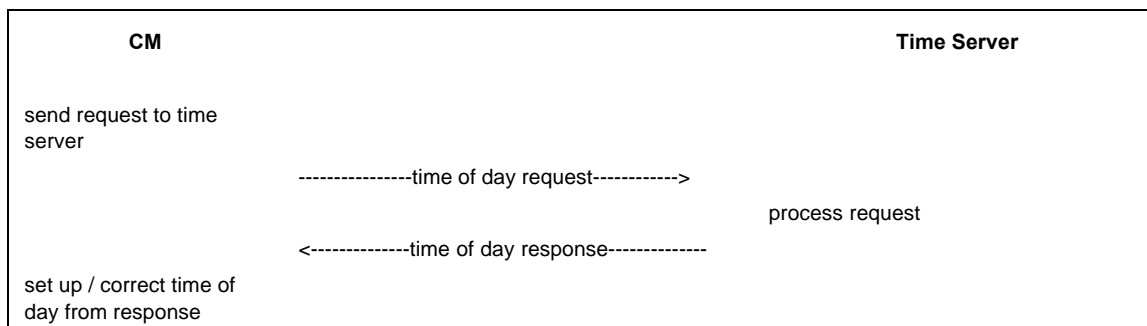 CM Time Server
send request to time
server
----------------time of day request------------>
process request
<--------------time of day response--------------
set up / correct time of
day from response